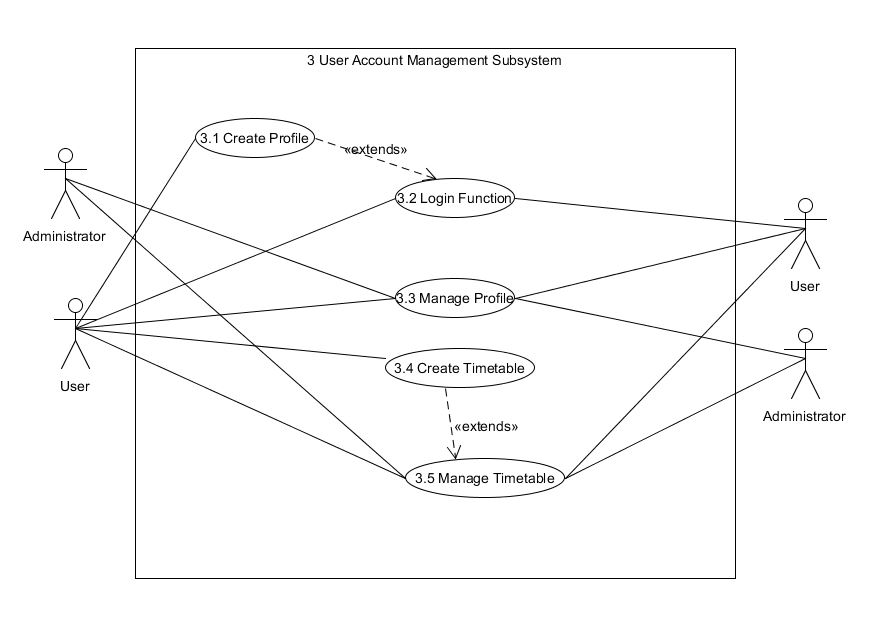 3 User Account Management Subsystem
3.1 Create Profile
«extends»
3.2 Login Function
Administrator
User
3.3 Manage Profile
3.4 Create Timetable
User
Administrator
«extends»
3.5 Manage Timetable